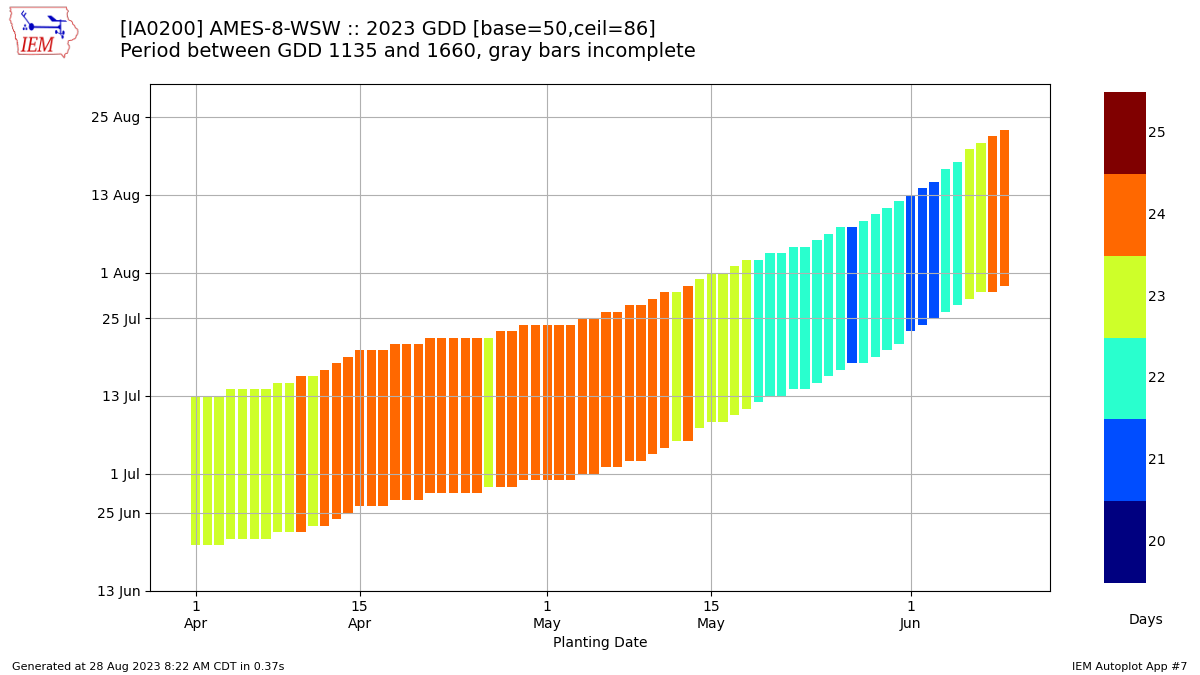 IEM
[IA0200] AMES-8-WSW :: 2023 GDD [base=50,ceil=86]
Period between GDD 1135 and 1660, gray bars incomplete
25 Aug
13 Aug
1 Aug
25 Jul
13 Jul
1 Jul
25 Jun
13 Jun
1
Apr
15
Apr
1
May
15
May
1
Jun
Planting Date
25
24
23
22
21
20
Days
Generated at 28 Aug 2023 8:22 AM CDT in 0.37s
IEM Autoplot App #7